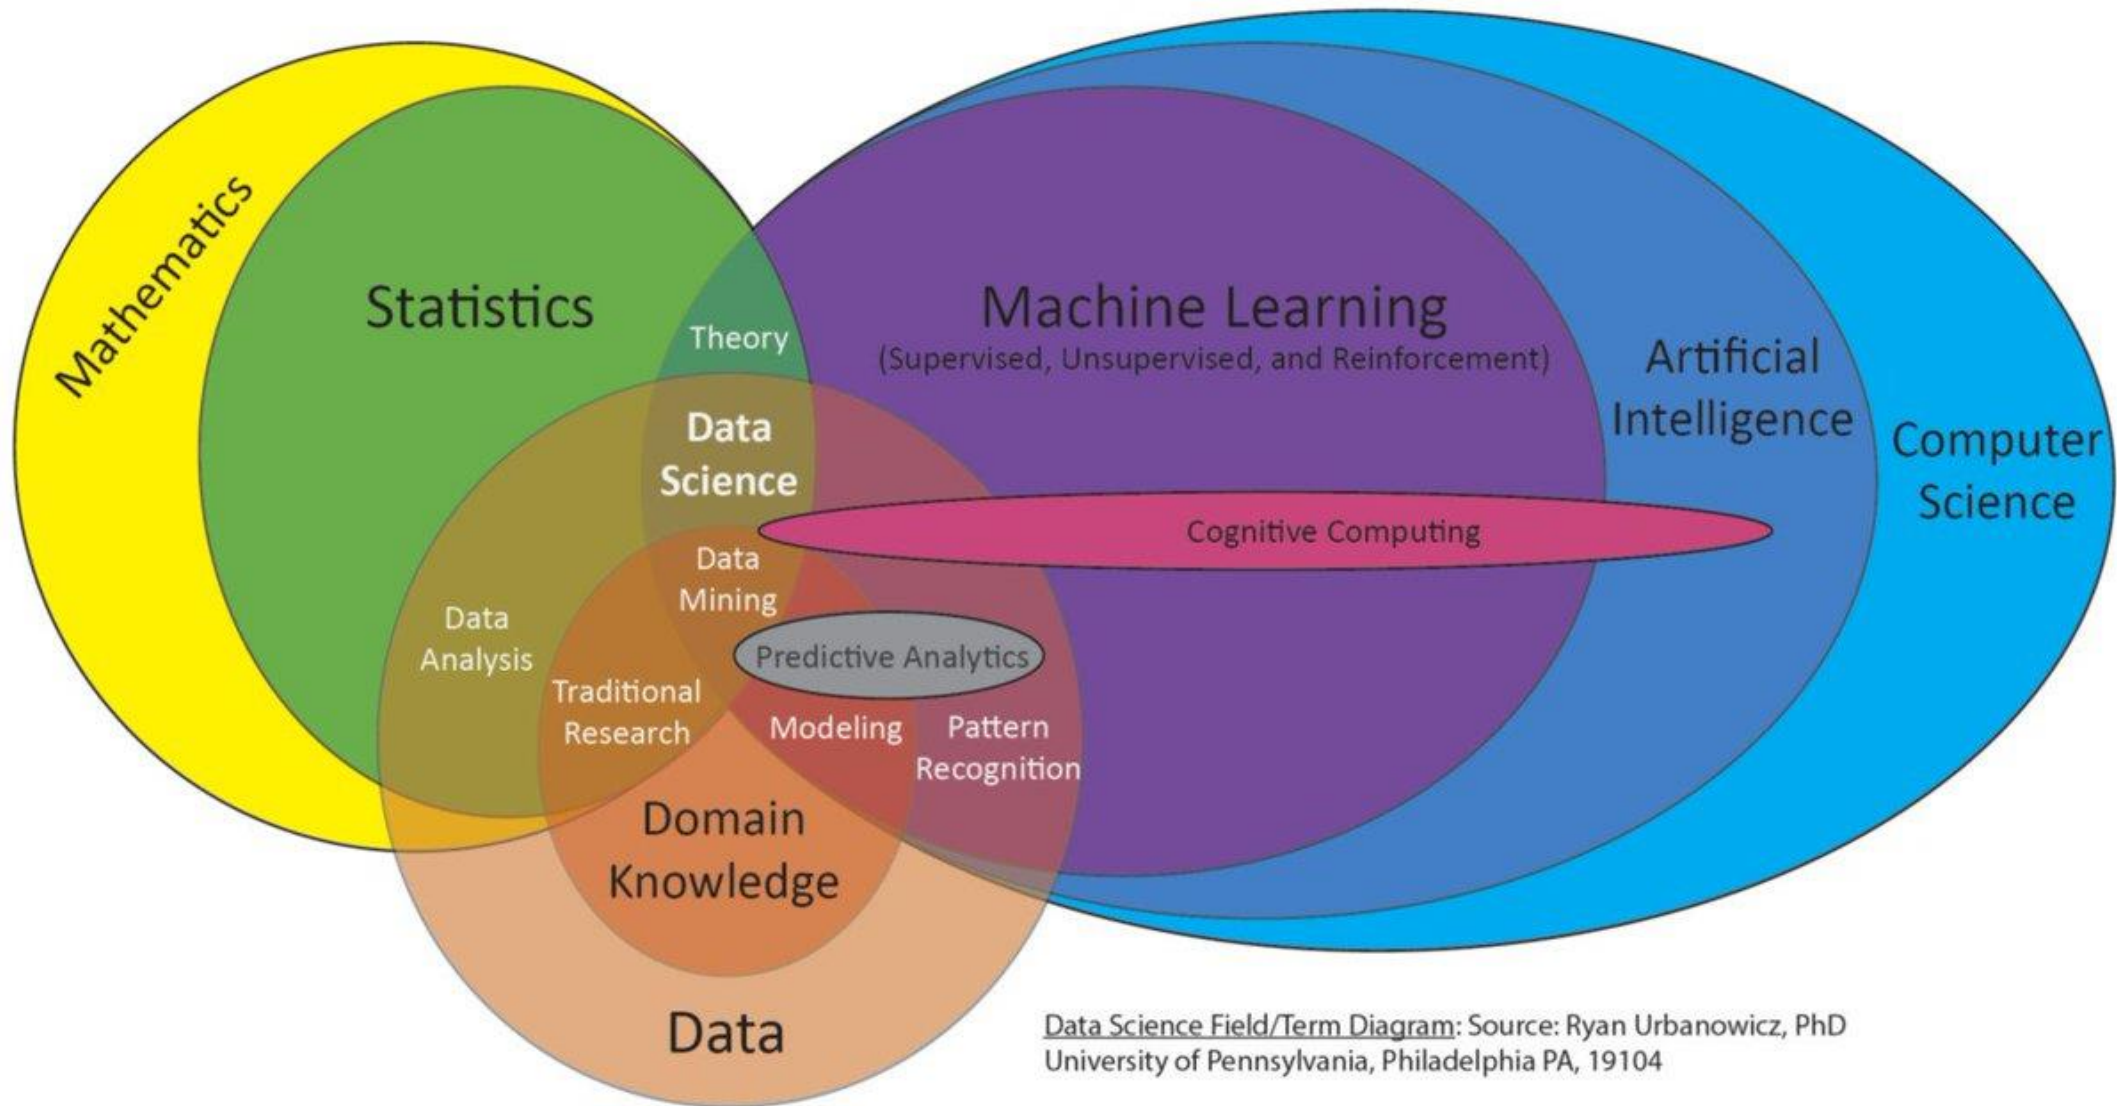 Mathematics
Statistics
Theory
Machine Learning
(Supervised, Unsupervised, and Reinforcement)
Artificial
Intelligence
Computer
Science
Data
Science
Cognitive Computing
Data
Mining
Data
Analysis
Predictive Analytics
Traditional
Research
Modeling
Pattern
Recognition
Domain
Knowledge
Data
Data Science Field/Term Diagram: Source: Ryan Urbanowicz, PhD
University of Pennsylvania, Philadelphia PA, 19104